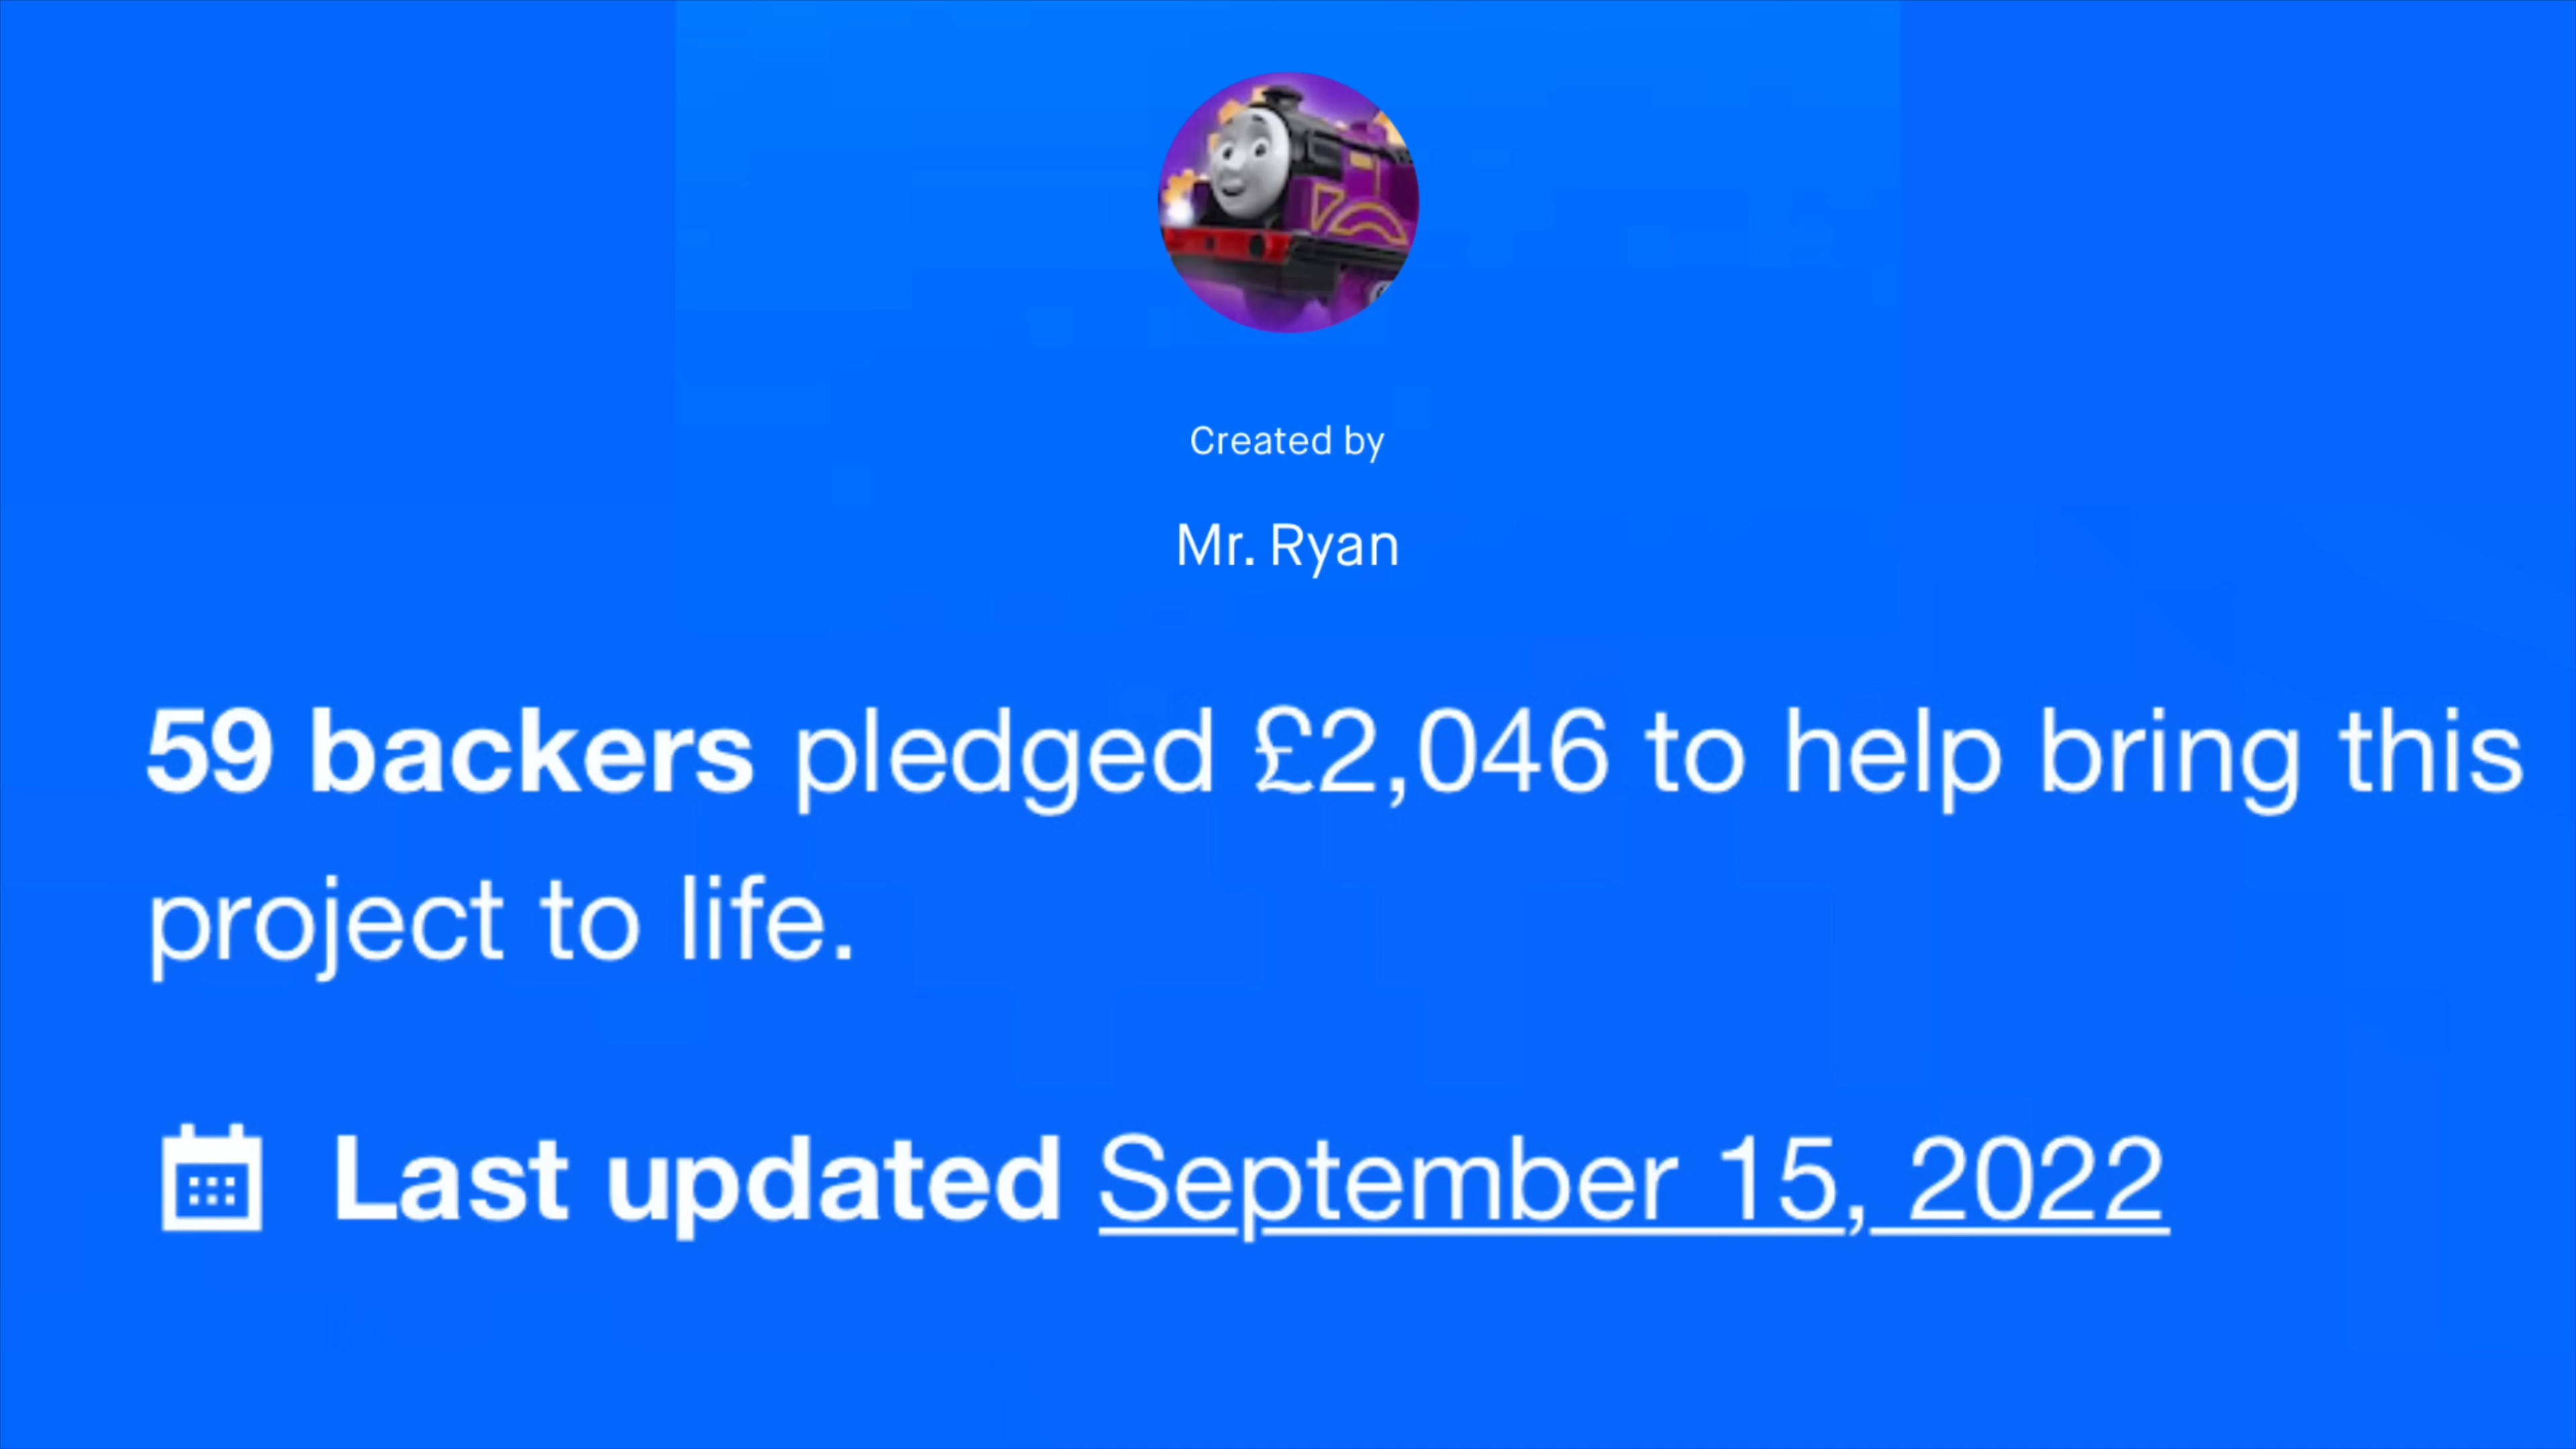 Created by
Mr. Ryan
59 backers pledged £2,046 to help bring this
project to life.
Last updated September 15, 2022